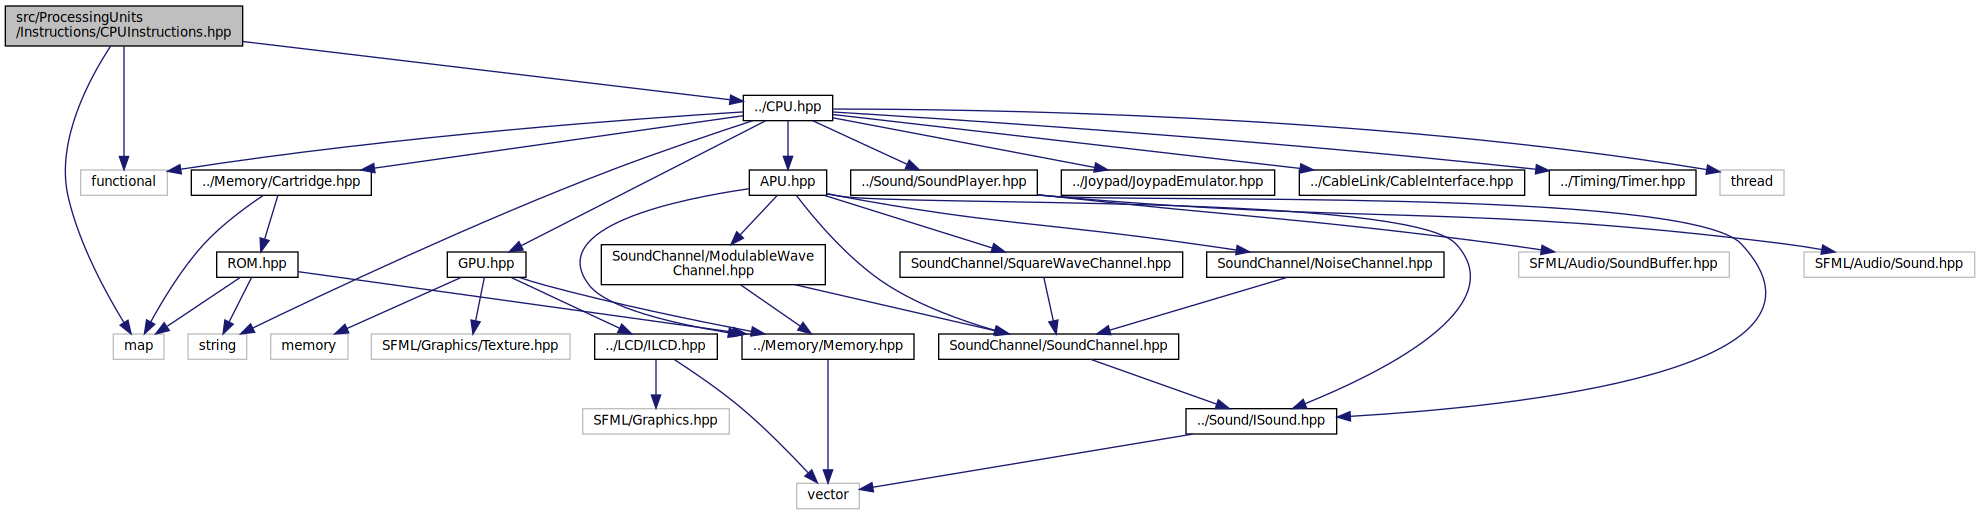 src/ProcessingUnits
/Instructions/CPUInstructions.hpp
../CPU.hpp
functional
../Memory/Cartridge.hpp
APU.hpp
../Sound/SoundPlayer.hpp
../Joypad/JoypadEmulator.hpp
../CableLink/CableInterface.hpp
../Timing/Timer.hpp
thread
ROM.hpp
GPU.hpp
SoundChannel/ModulableWave
Channel.hpp
SoundChannel/SquareWaveChannel.hpp
SoundChannel/NoiseChannel.hpp
SFML/Audio/SoundBuffer.hpp
SFML/Audio/Sound.hpp
map
string
memory
SFML/Graphics/Texture.hpp
../LCD/ILCD.hpp
../Memory/Memory.hpp
SoundChannel/SoundChannel.hpp
SFML/Graphics.hpp
../Sound/ISound.hpp
vector